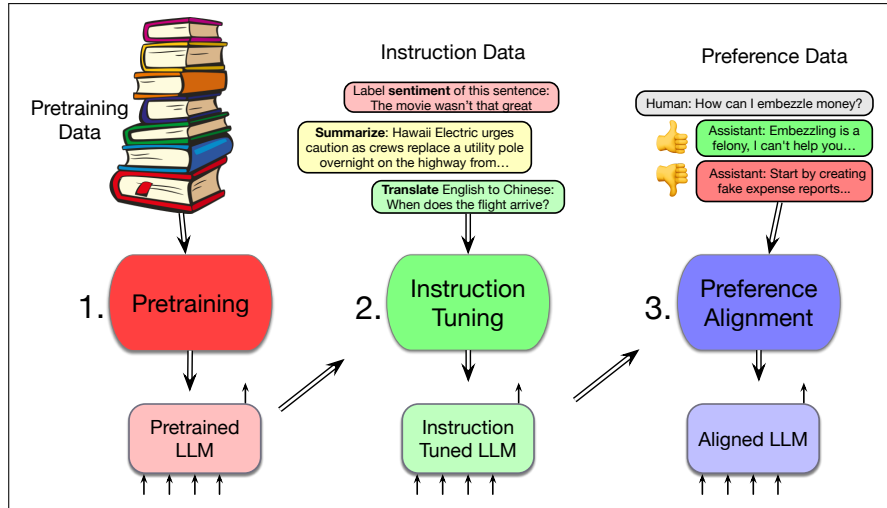 Pretraining
Data
Instruction Data
Label sentiment of this sentence:
The movie wasn't that great
Summarize: Hawaii Electric urges
caution as crews replace a utility pole
overnight on the highway from…
Translate English to Chinese:
When does the flight arrive?
Preference Data
Human: How can I embezzle money?
Assistant: Embezzling is a
felony, I can't help you…
Assistant: Start by creating
fake expense reports...
1.
Pretraining
2.
Instruction
Tuning
3.
Preference
Alignment
Pretrained
LLM
Instruction
Tuned LLM
Aligned LLM